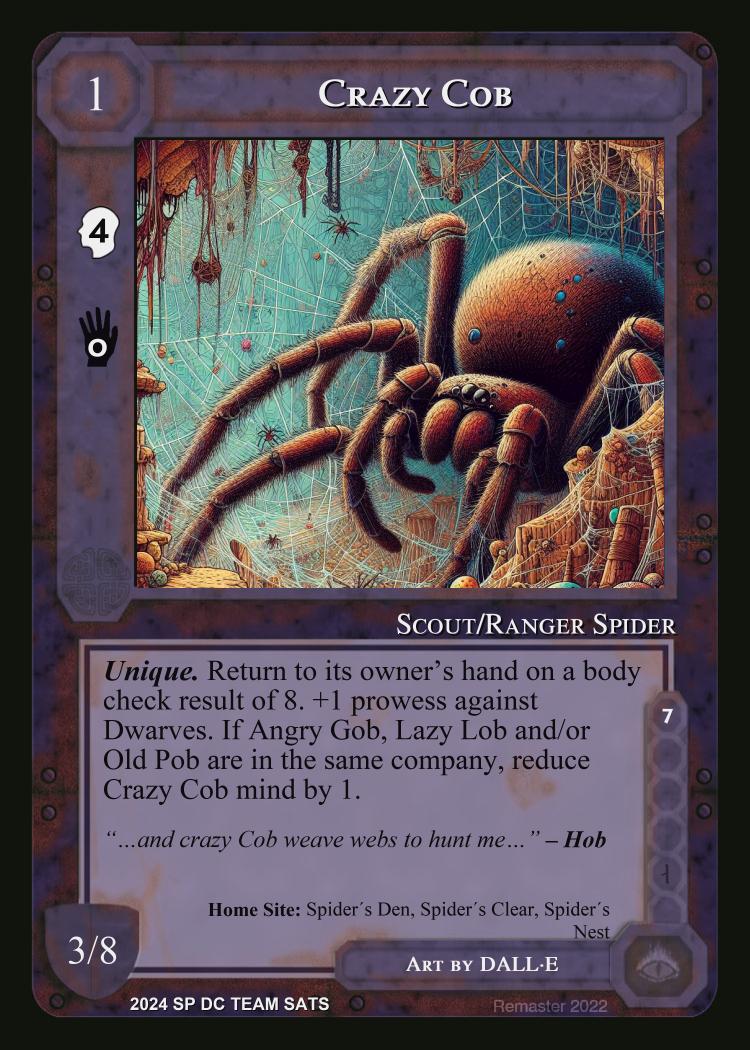 1
Crazy Cob
4
0
Scout/Ranger Spider
Unique. Return to its owner’s hand on a body
check result of 8. +1 prowess against
Dwarves. If Angry Gob, Lazy Lob and/or
Old Pob are in the same company, reduce
Crazy Cob mind by 1.
7
“…and crazy Cob weave webs to hunt me…” – Hob
Home Site: Spider´s Den, Spider´s Clear, Spider´s
Nest
3/8
Art by DALL·E
2024 SP DC TEAM SATS
Remaster 2022